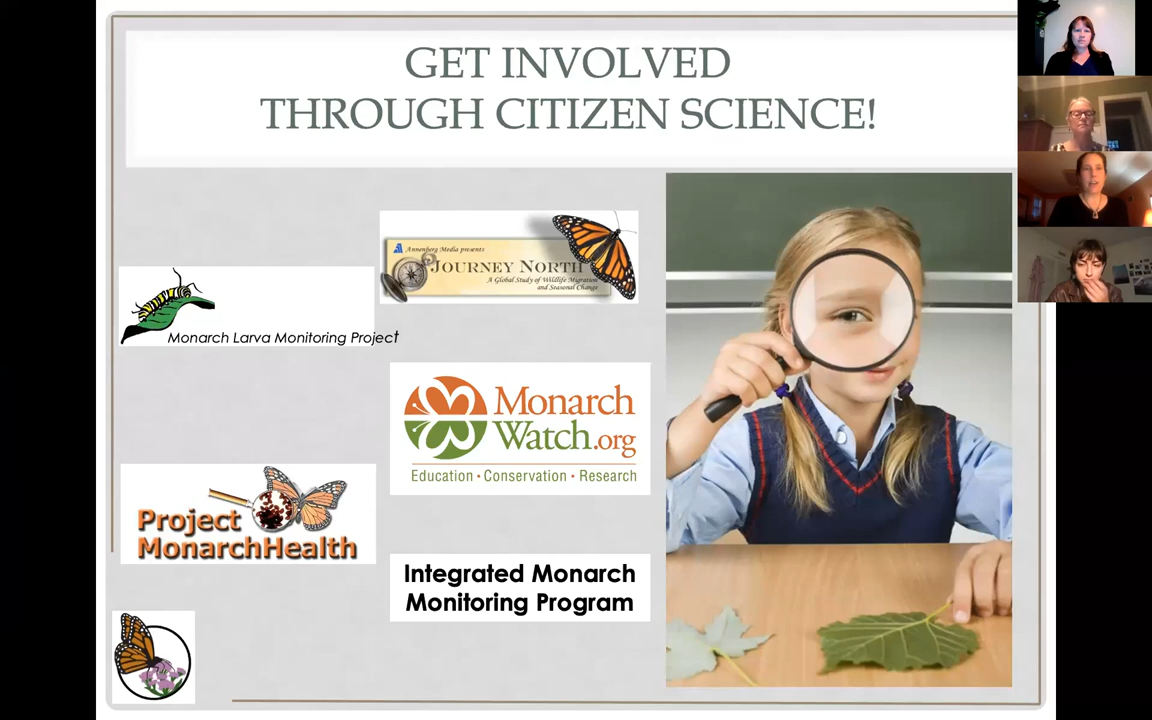 GET INVOLVED
THROUGH CITIZEN SCIENCE!
Annenberg Media presents
JOURNEY NORTH
A Global Study of Wildlife Migration
and Seasonal Change
Monarch Larva Monitoring Project
Monarch
Watch.org
Education • Conservation • Research
Project
MonarchHealth
Integrated Monarch
Monitoring Program